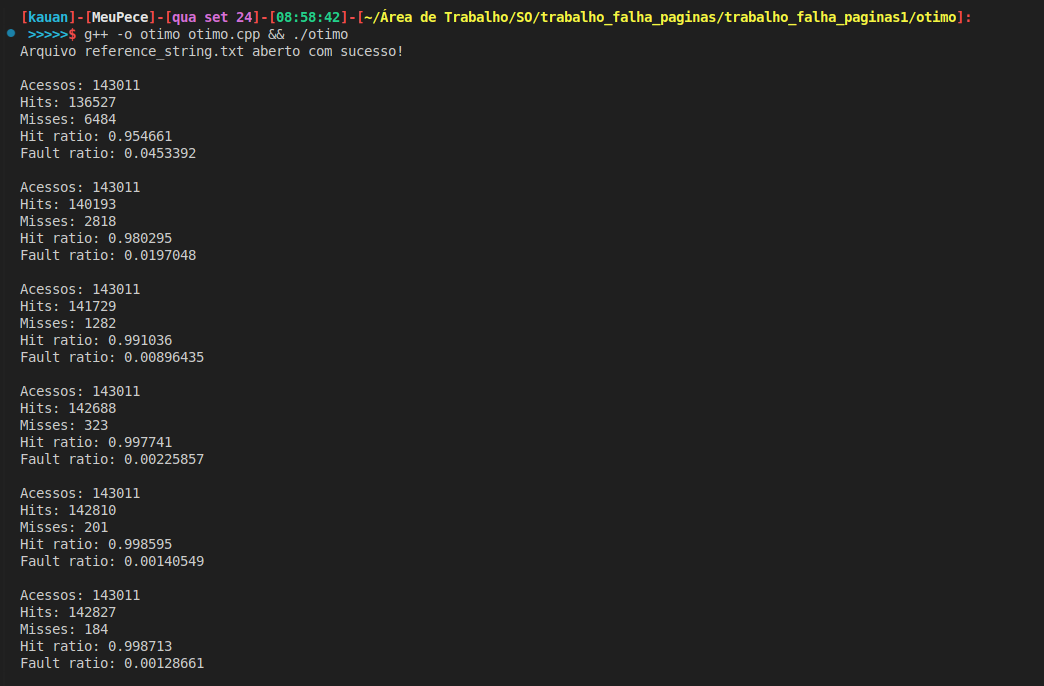 [kauan]-[MeuPece]-[qua set 24]-[08:58:42]-[~/Área de Trabalho/SO/trabalho_falha_paginas/trabalho_falha_paginas1/otimo]:
>>>>>$ g++ -o otimo otimo.cpp && ./otimo
Arquivo reference_string.txt aberto com sucesso!

Acessos: 143011
Hits: 136527
Misses: 6484
Hit ratio: 0.954661
Fault ratio: 0.0453392

Acessos: 143011
Hits: 140193
Misses: 2818
Hit ratio: 0.980295
Fault ratio: 0.0197048

Acessos: 143011
Hits: 141729
Misses: 1282
Hit ratio: 0.991036
Fault ratio: 0.00896435

Acessos: 143011
Hits: 142688
Misses: 323
Hit ratio: 0.997741
Fault ratio: 0.00225857

Acessos: 143011
Hits: 142810
Misses: 201
Hit ratio: 0.998595
Fault ratio: 0.00140549

Acessos: 143011
Hits: 142827
Misses: 184
Hit ratio: 0.998713
Fault ratio: 0.00128661